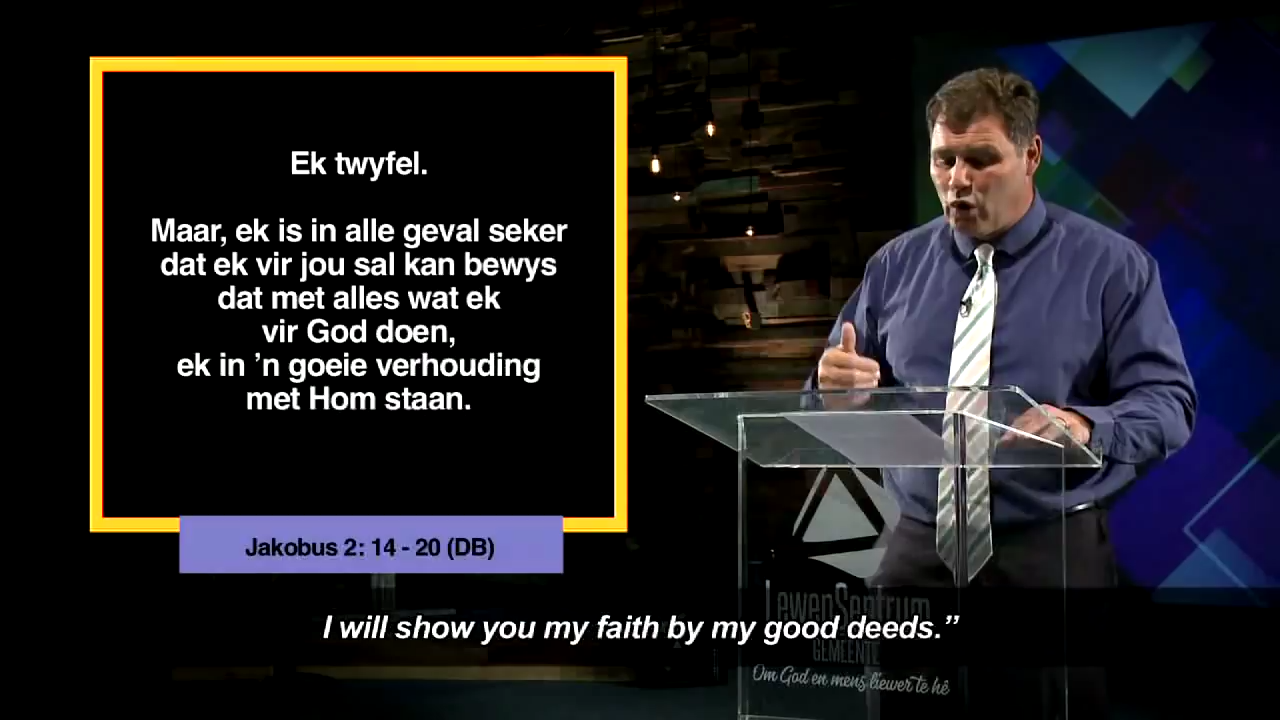 Ek twyfel.
Maar, ek is in alle geval seker
dat ek vir jou sal kan bewys
dat met alles wat ek
vir God doen,
ek in ’n goeie verhouding
met Hom staan.
Jakobus 2: 14 - 20 (DB)
I will show you my faith by my good deeds.”
LewenSentrum
GEMEENTE
Om God en mens liewer te hê